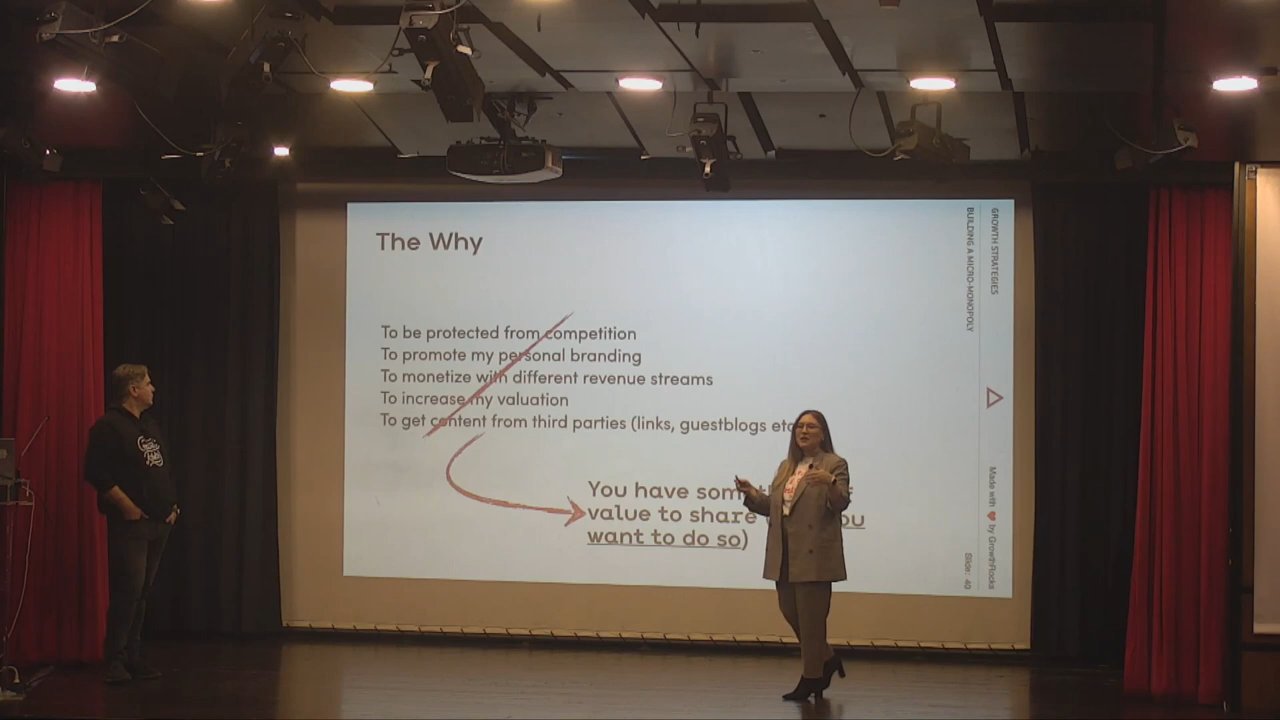 The Why
To be protected from competition
To promote my personal branding
To monetize with different revenue streams
To increase my valuation
To get content from third parties (links, guestblogs etc
You have
value to share
want to do so)
GROWTH STRATEGIES
BUILDING A MICRO-MONOPOLY
Made with ❤ by GrowthRocks
Slide: 40